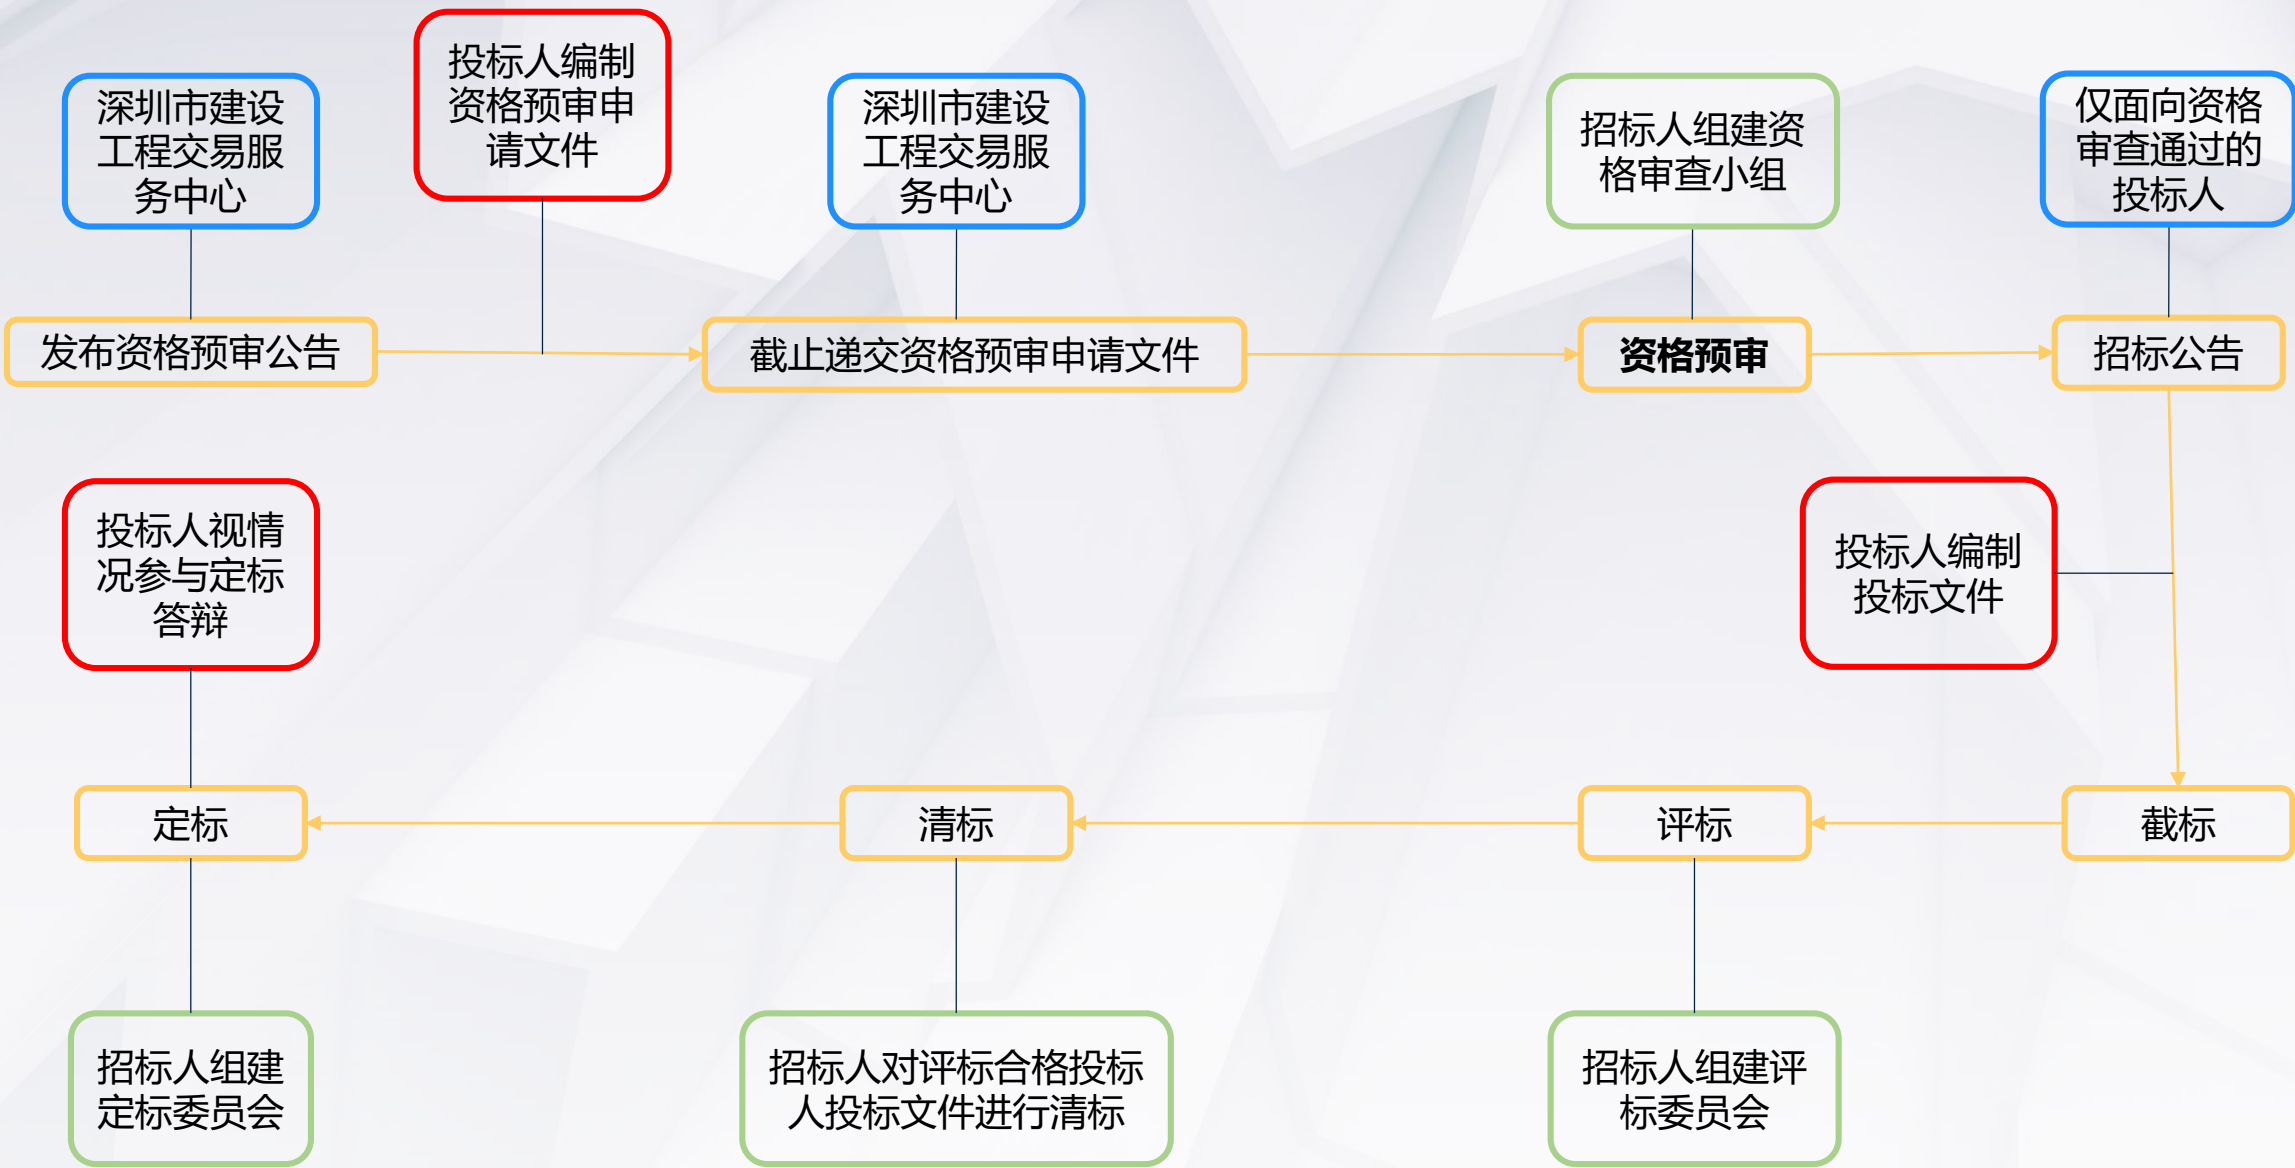 深圳市建设
工程交易服
务中心
投标人编制
资格预审申
请文件
深圳市建设
工程交易服
务中心
招标人组建资
格审查小组
仅面向资格
审查通过的
投标人
发布资格预审公告
截止递交资格预审申请文件
资格预审
招标公告
投标人视情
况参与定标
答辩
投标人编制
投标文件
定标
清标
评标
截标
招标人组建
定标委员会
招标人对评标合格投标
人投标文件进行清标
招标人组建评
标委员会